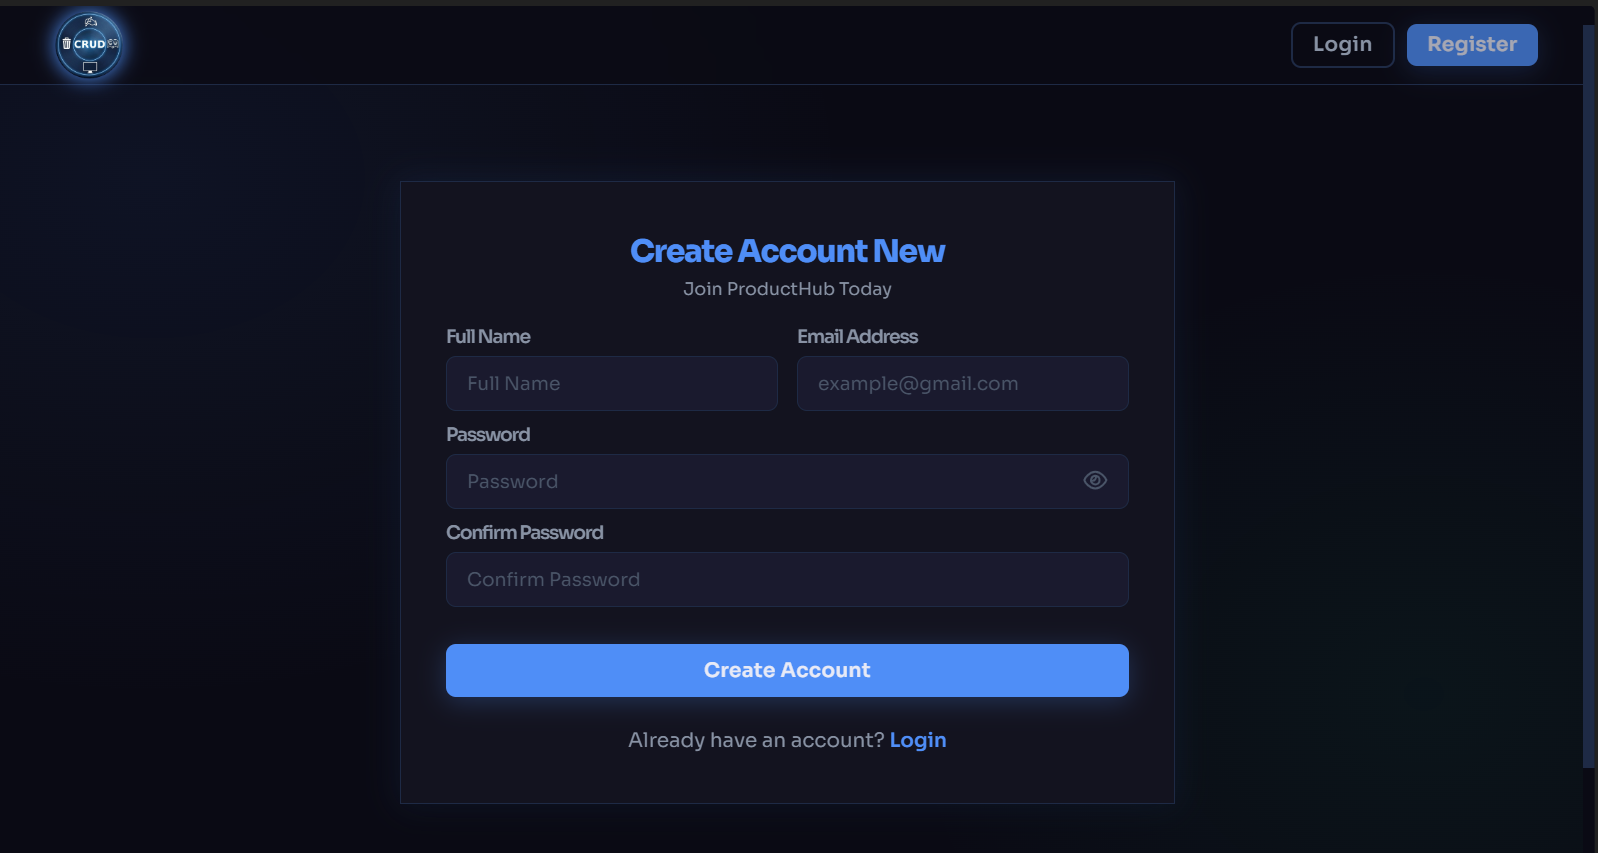 CRUD
Login
Register
Create Account New
Join ProductHub Today
Full Name
Email Address
Full Name
example@gmail.com
Password
Password
Confirm Password
Confirm Password
Create Account
Already have an account? Login